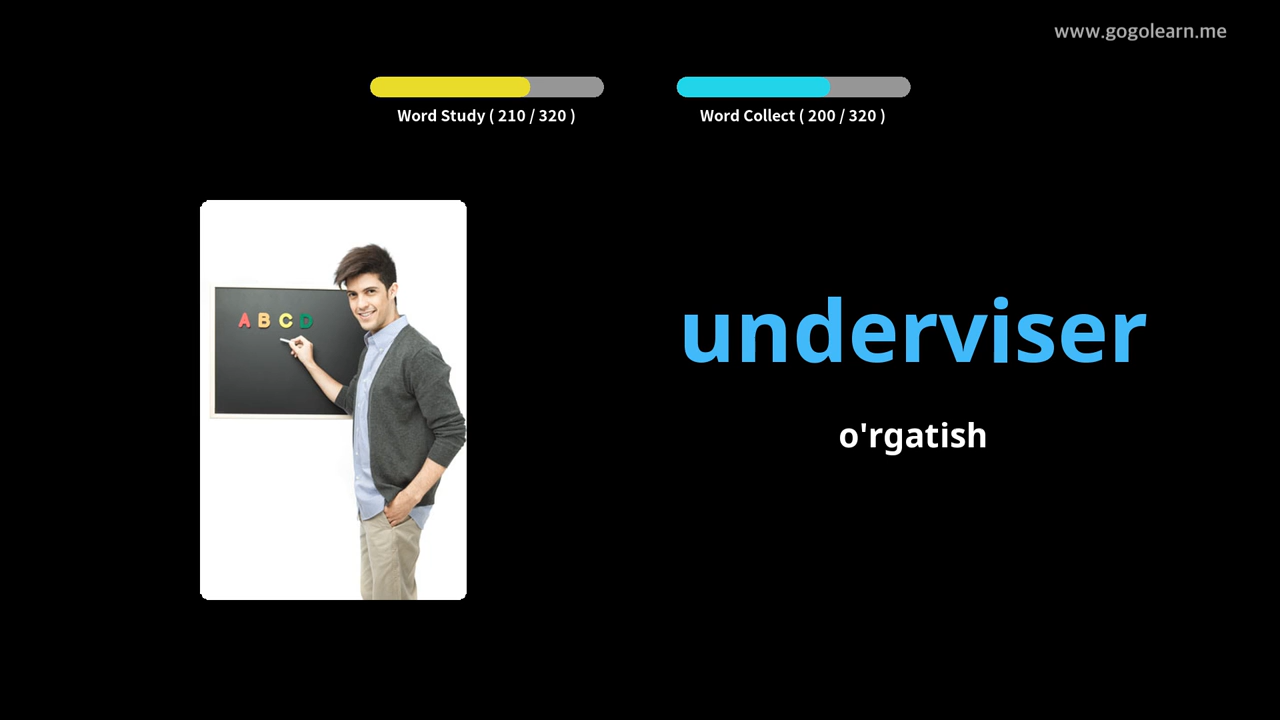 www.gogolearn.me
Word Study ( 210 / 320 )
Word Collect ( 200 / 320 )
A B C D
underviser
o'rgatish